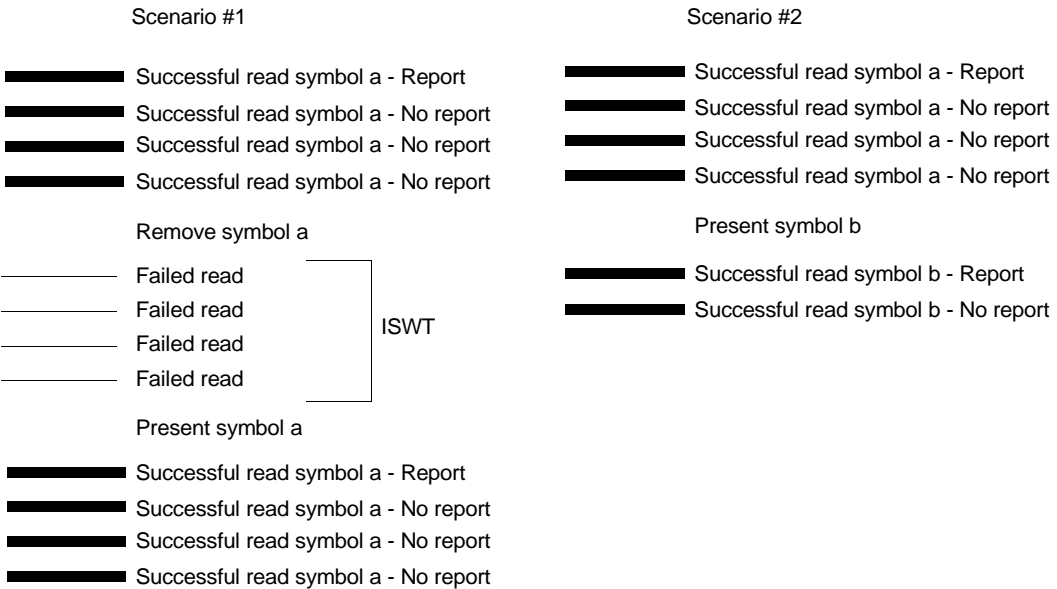 Scenario #1
Successful read symbol a - Report
Successful read symbol a - No report
Successful read symbol a - No report
Successful read symbol a - No report
Remove symbol a
Failed read
Failed read
Failed read
Failed read
ISWT
Present symbol a
Successful read symbol a - Report
Successful read symbol a - No report
Successful read symbol a - No report
Successful read symbol a - No report
Scenario #2
Successful read symbol a - Report
Successful read symbol a - No report
Successful read symbol a - No report
Successful read symbol a - No report
Present symbol b
Successful read symbol b - Report
Successful read symbol b - No report